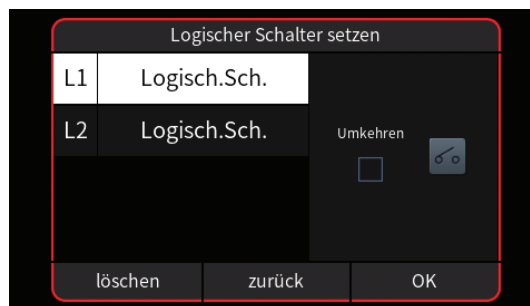 Logischer Schalter setzen
L1 Logisch.Sch.
L2 Logisch.Sch.
Umkehren
löschen zurück OK